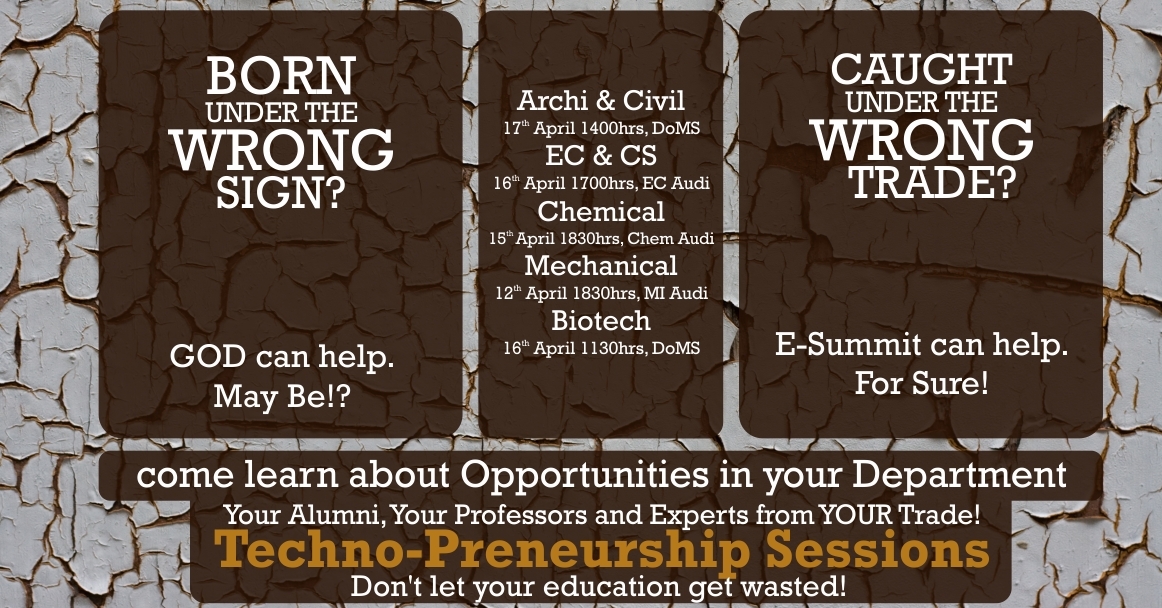 BORN
UNDER THE
WRONG
SIGN?
GOD can help.
May Be!?
Archi & Civil
17th April 1400hrs, DoMS
EC & CS
16th April 1700hrs, EC Audi
Chemical
15th April 1830hrs, Chem Audi
Mechanical
12th April 1830hrs, MI Audi
Biotech
16th April 1130hrs, DoMS
CAUGHT
UNDER THE
WRONG
TRADE?
E-Summit can help.
For Sure!
come learn about Opportunities in your Department
Your Alumni, Your Professors and Experts from YOUR Trade!
Techno-Preneurship Sessions
Don't let your education get wasted!